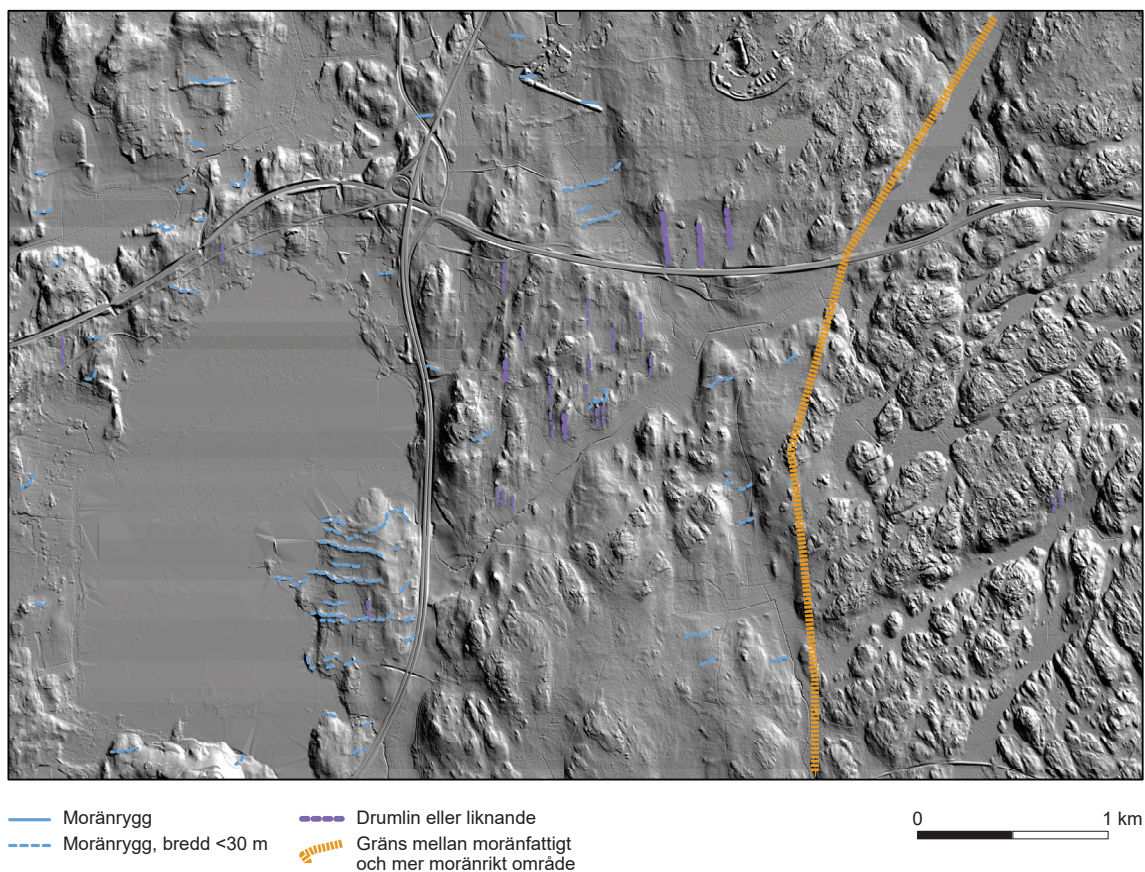 Moränrygg
Moränrygg, bredd <30 m
Drumlin eller liknande
Gräns mellan moränfattigt
och mer moränrikt område
0 1 km